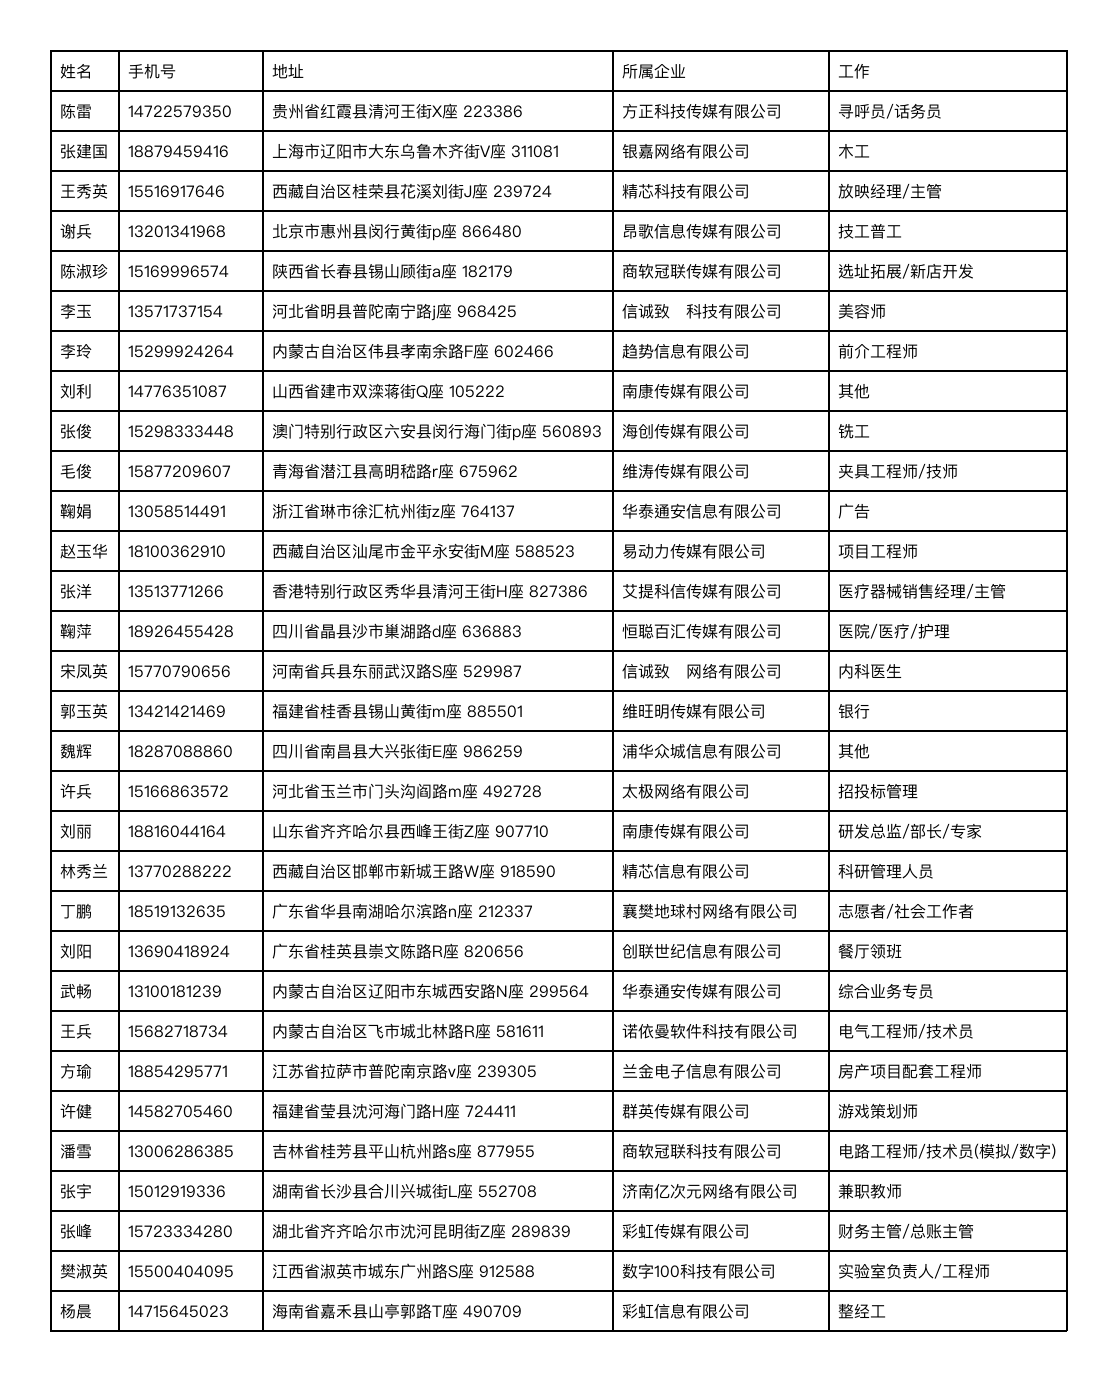 姓名 手机号 地址 所属企业 工作
陈雷 14722579350 贵州省红霞县清河王街X座 223386 方正科技传媒有限公司 寻呼员/话务员
张建国 18879459416 上海市辽阳市大东乌鲁木齐街V座 311081 银嘉网络有限公司 木工
王秀英 15516917646 西藏自治区桂荣县花溪刘街J座 239724 精芯科技有限公司 放映经理/主管
谢兵 13201341968 北京市惠州县闵行黄街p座 866480 昂歌信息传媒有限公司 技工普工
陈淑珍 15169996574 陕西省长春县锡山顾街a座 182179 商软冠联传媒有限公司 选址拓展/新店开发
李玉 13571737154 河北省明县普陀南宁路j座 968425 信诚致　科技有限公司 美容师
李玲 15299924264 内蒙古自治区伟县孝南余路F座 602466 趋势信息有限公司 前介工程师
刘利 14776351087 山西省建市双滦蒋街Q座 105222 南康传媒有限公司 其他
张俊 15298333448 澳门特别行政区六安县闵行海门街p座 560893 海创传媒有限公司 铣工
毛俊 15877209607 青海省潜江县高明嵇路r座 675962 维涛传媒有限公司 夹具工程师/技师
鞠娟 13058514491 浙江省琳市徐汇杭州街z座 764137 华泰通安信息有限公司 广告
赵玉华 18100362910 西藏自治区汕尾市金平永安街M座 588523 易动力传媒有限公司 项目工程师
张洋 13513771266 香港特别行政区秀华县清河王街H座 827386 艾提科信传媒有限公司 医疗器械销售经理/主管
鞠萍 18926455428 四川省晶县沙市巢湖路d座 636883 恒聪百汇传媒有限公司 医院/医疗/护理
宋凤英 15770790656 河南省兵县东丽武汉路S座 529987 信诚致　网络有限公司 内科医生
郭玉英 13421421469 福建省桂香县锡山黄街m座 885501 维旺明传媒有限公司 银行
魏辉 18287088860 四川省南昌县大兴张街E座 986259 浦华众城信息有限公司 其他
许兵 15166863572 河北省玉兰市门头沟阎路m座 492728 太极网络有限公司 招投标管理
刘丽 18816044164 山东省齐齐哈尔县西峰王街Z座 907710 南康传媒有限公司 研发总监/部长/专家
林秀兰 13770288222 西藏自治区邯郸市新城王路W座 918590 精芯信息有限公司 科研管理人员
丁鹏 18519132635 广东省华县南湖哈尔滨路n座 212337 襄樊地球村网络有限公司 志愿者/社会工作者
刘阳 13690418924 广东省桂英县崇文陈路R座 820656 创联世纪信息有限公司 餐厅领班
武畅 13100181239 内蒙古自治区辽阳市东城西安路N座 299564 华泰通安传媒有限公司 综合业务专员
王兵 15682718734 内蒙古自治区飞市城北林路R座 581611 诺依曼软件科技有限公司 电气工程师/技术员
方瑜 18854295771 江苏省拉萨市普陀南京路v座 239305 兰金电子信息有限公司 房产项目配套工程师
许健 14582705460 福建省莹县沈河海门路H座 724411 群英传媒有限公司 游戏策划师
潘雪 13006286385 吉林省桂芳县平山杭州路s座 877955 商软冠联科技有限公司 电路工程师/技术员(模拟/数字)
张宇 15012919336 湖南省长沙县合川兴城街L座 552708 济南亿次元网络有限公司 兼职教师
张峰 15723334280 湖北省齐齐哈尔市沈河昆明街Z座 289839 彩虹传媒有限公司 财务主管/总账主管
樊淑英 15500404095 江西省淑英市城东广州路S座 912588 数字100科技有限公司 实验室负责人/工程师
杨晨 14715645023 海南省嘉禾县山亭郭路T座 490709 彩虹信息有限公司 整经工